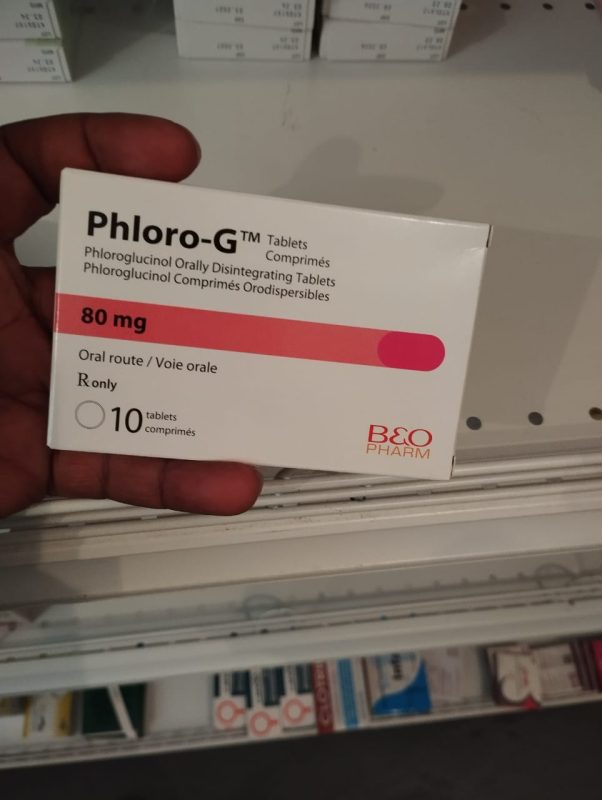 Phloro-G™ Tablets
Comprimés
Phloroglucinol Orally Disintegrating Tablets
Phloroglucinol Comprimés Orodispersibles
80 mg
Oral route / Voie orale
R only
10 tablets
comprimés
B&O
PHARM